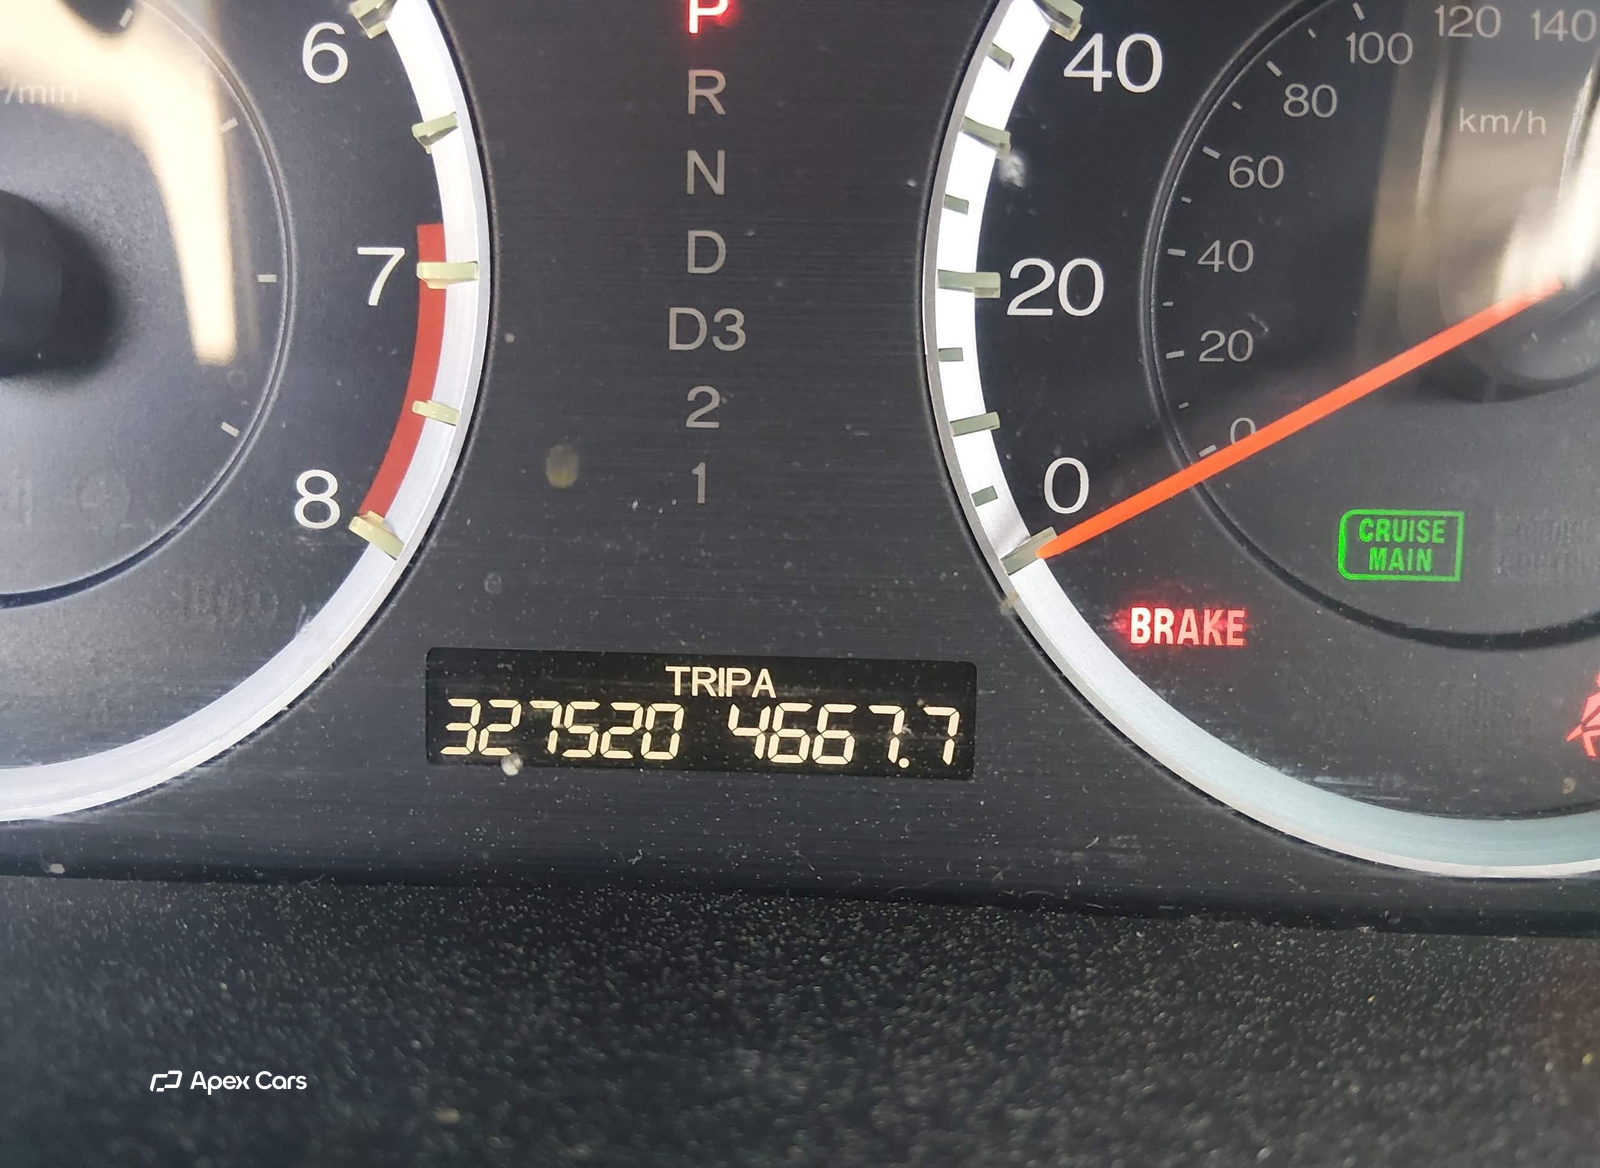 6
/min
7
8
P
R
N
D
D3
2
1
TRIPA
327520 4667.7
40
20
0
120 140
100
80
km/h
60
40
20
0
CRUISE
MAIN
BRAKE
Apex Cars